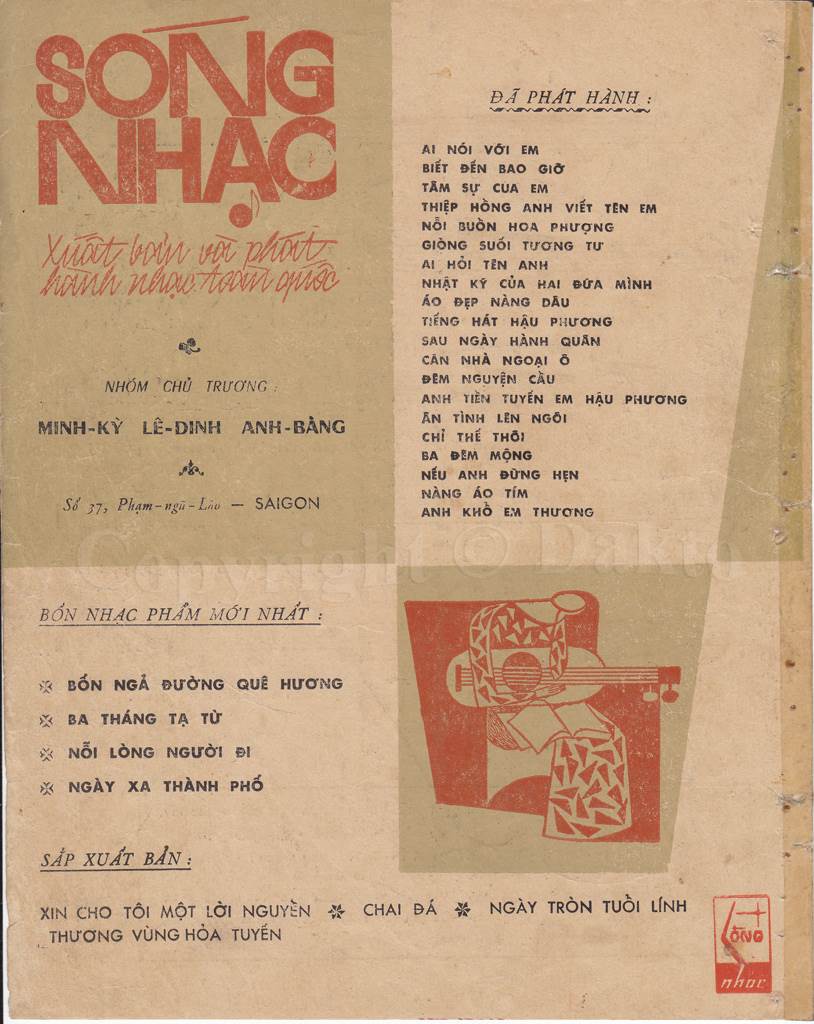 SÓNG
NHẠC
Xuất bản và phát
hành nhạc toàn quốc
NHÓM CHỦ TRƯƠNG :
MINH-KỲ LÊ-DINH ANH-BẰNG
Số 37, Phạm-ngũ-Lão — SAIGON
ĐÃ PHÁT HÀNH :
AI NÓI VỚI EM
BIẾT ĐẾN BAO GIỜ
TÂM SỰ CỦA EM
THIỆP HỒNG ANH VIẾT TÊN EM
NỖI BUỒN HOA PHƯỢNG
GIÒNG SUỐI TƯƠNG TƯ
AI HỎI TÊN ANH
NHẬT KÝ CỦA HAI ĐỨA MÌNH
ÁO ĐẸP NÀNG DÂU
TIẾNG HÁT HẬU PHƯƠNG
SAU NGÀY HÀNH QUÂN
CĂN NHÀ NGOẠI Ô
ĐÊM NGUYỆN CẦU
ANH TIỀN TUYẾN EM HẬU PHƯƠNG
ÂN TÌNH LÊN NGÔI
CHỈ THẾ THÔI
BA ĐÊM MỘNG
NẾU ANH ĐỪNG HẸN
NÀNG ÁO TÍM
ANH KHỔ EM THƯƠNG
Copyright © Dakto
BỐN NHẠC PHẨM MỚI NHẤT :
BỐN NGẢ ĐƯỜNG QUÊ HƯƠNG
BA THÁNG TẠ TỪ
NỖI LÒNG NGƯỜI ĐI
NGÀY XA THÀNH PHỐ
SẮP XUẤT BẢN :
XIN CHO TÔI MỘT LỜI NGUYỀN ✻ CHAI ĐÁ ✻ NGÀY TRÒN TUỔI LÍNH
THƯƠNG VÙNG HỎA TUYẾN
SÓNG
nhạc